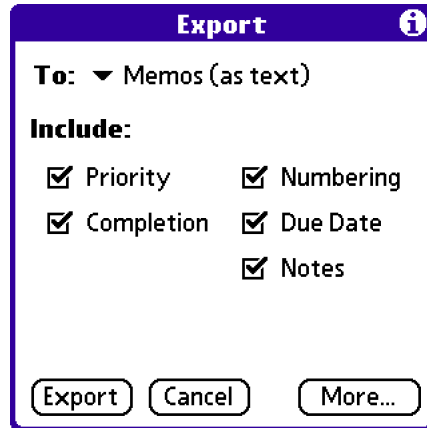 Export
To: Memos (as text)
Include:
Priority Numbering
Completion Due Date
Notes
Export Cancel More...